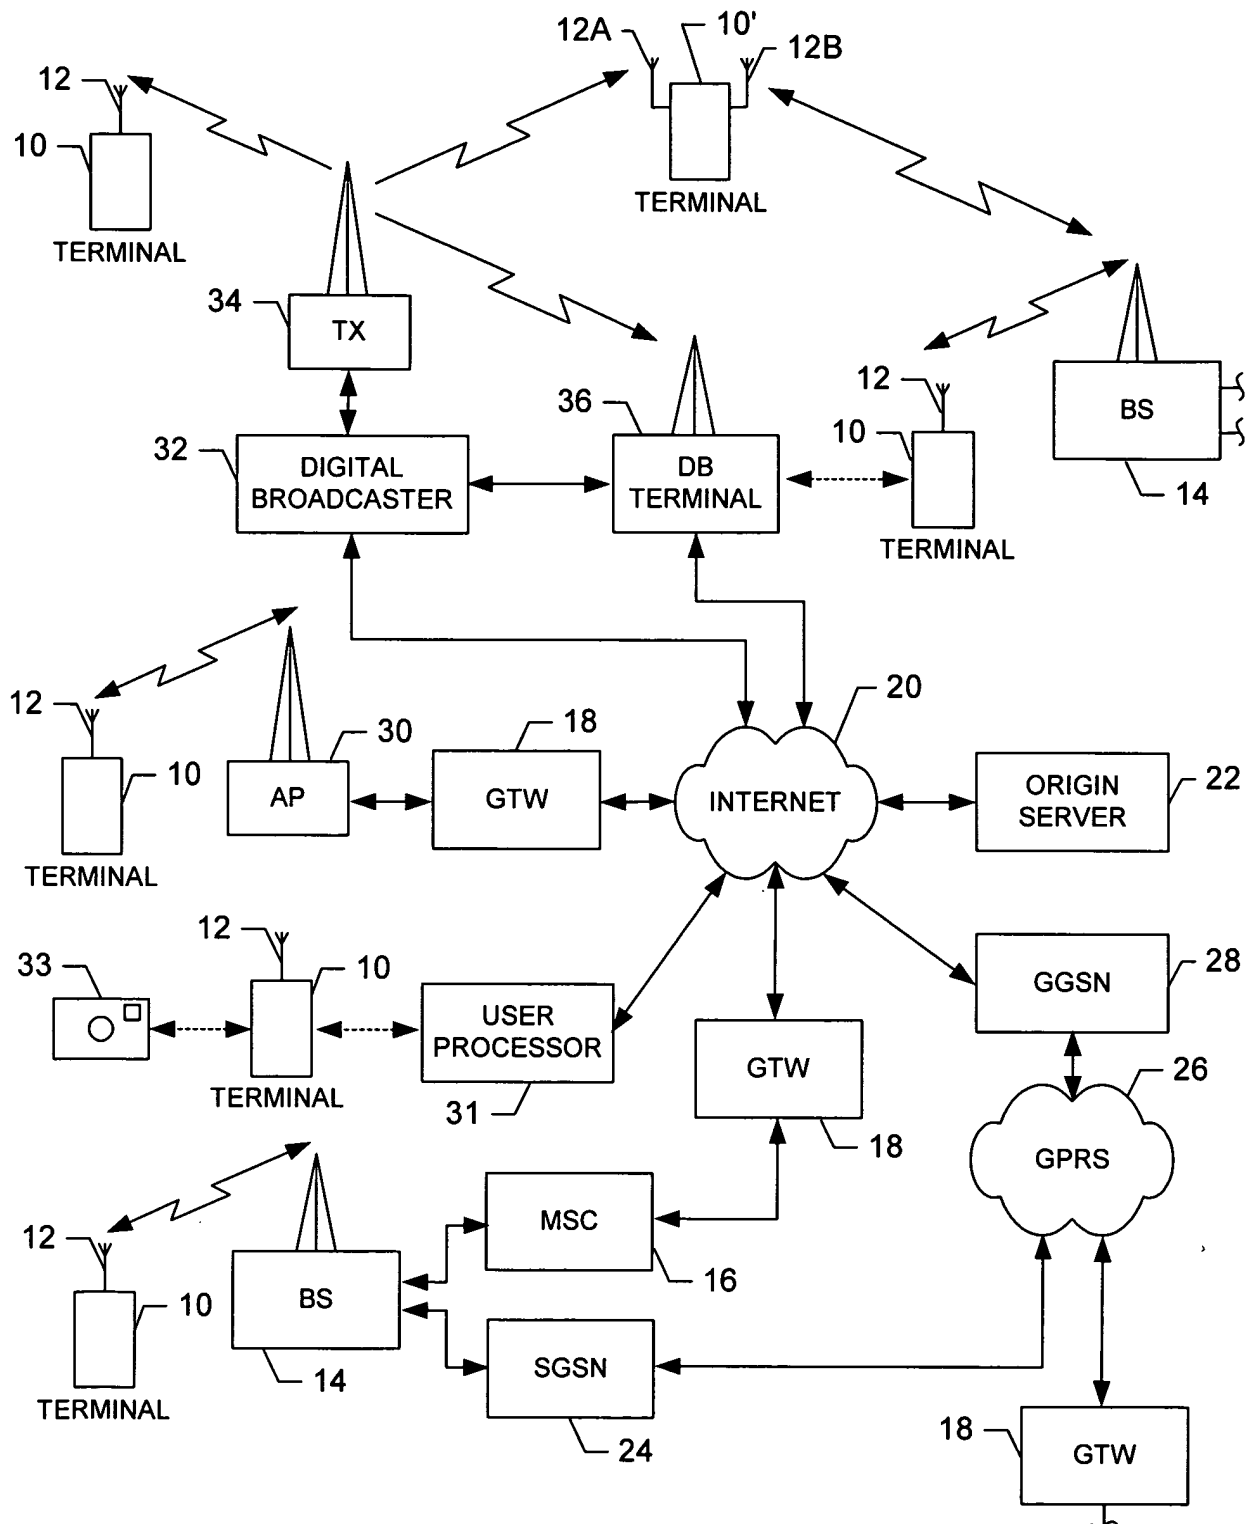 12A
10'
12B
12
10
TERMINAL
TERMINAL
34
TX
36
12
BS
10
32
DIGITAL
BROADCASTER
DB
TERMINAL
14
TERMINAL
12
20
18
30
10
AP
GTW
INTERNET
ORIGIN
SERVER
22
TERMINAL
12
33
10
USER
PROCESSOR
GGSN
28
TERMINAL
31
GTW
26
18
GPRS
12
MSC
10
BS
16
14
SGSN
TERMINAL
24
18
GTW